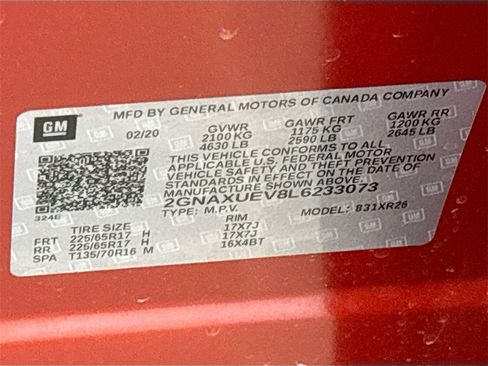 MFD BY GENERAL MOTORS OF CANADA COMPANY
GM 02/20 GVWR GAWR FRT GAWR RR
2100 KG 1175 KG 1200 KG
4630 LB 2590 LB 2645 LB
THIS VEHICLE CONFORMS TO ALL
APPLICABLE U.S. FEDERAL MOTOR
VEHICLE SAFETY AND THEFT
PREVENTION STANDARDS IN EFFECT ON THE DATE OF
MANUFACTURE SHOWN ABOVE.
2GNAXUEV8L6233073
324E TYPE: M.P.V. MODEL: 831XR26
TIRE SIZE RIM
FRT 225/65R17 H 17X7J
RR 225/65R17 H 17X7J
SPA T135/70R16 M 16X4BT